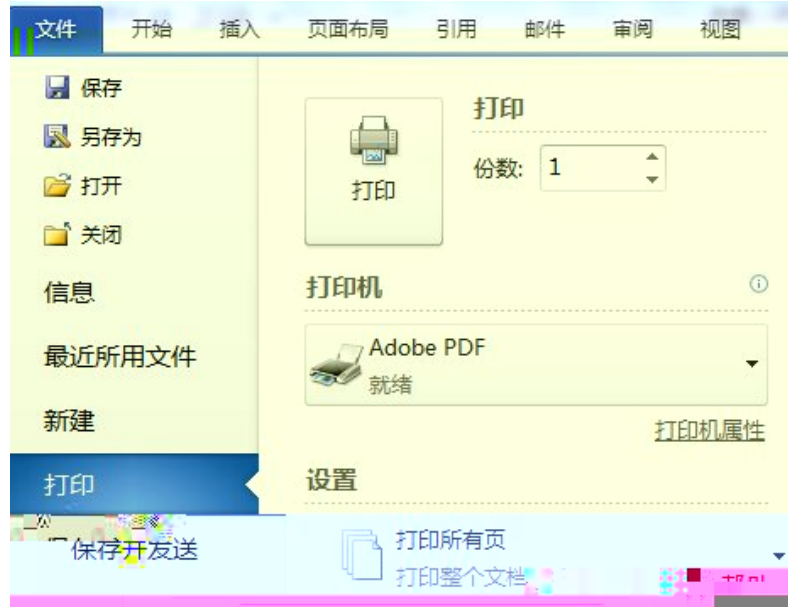 文件 开始 插入 页面布局 引用 邮件 审阅 视图
保存
另存为
打开
关闭
信息
最近所用文件
新建
打印
保存并发送
打印
打印
份数: 1
打印机
Adobe PDF
就绪
打印机属性
设置
打印所有页
打印整个文档